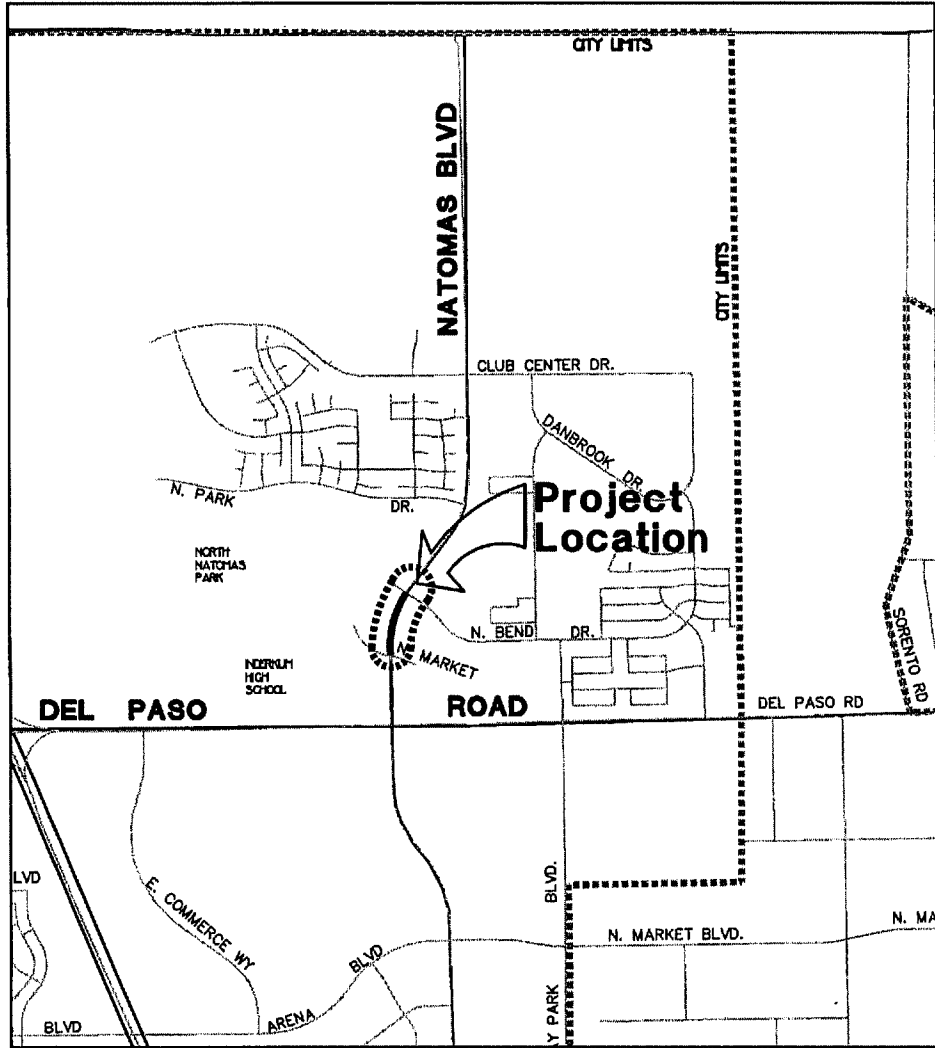 CITY LIMITS
NATOMAS BLVD
CITY LIMITS
CLUB CENTER DR.
DANBROOK DR.
N. PARK
DR.
Project
Location
NORTH
NATOMAS
PARK
N. BEND
DR.
N. MARKET
INDERKUM
HIGH
SCHOOL
SORENTO RD
DEL PASO
ROAD
DEL PASO RD
LVD
E. COMMERCE WY
BLVD.
N. MA
N. MARKET BLVD.
BLVD
ARENA
BLVD
AY PARK